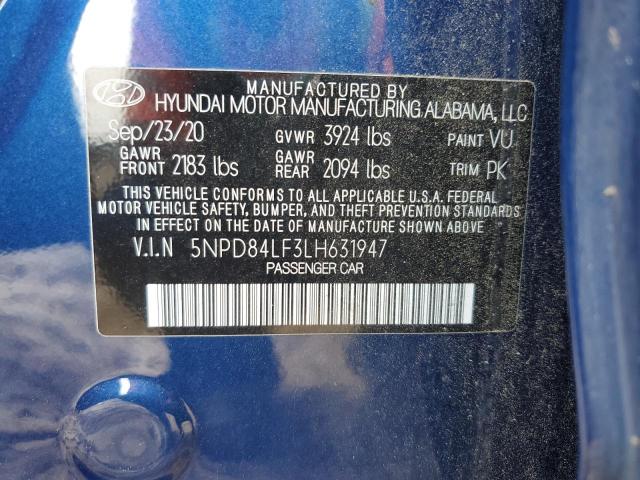 MANUFACTURED BY
HYUNDAI MOTOR MANUFACTURING ALABAMA, LLC
Sep/23/20 GVWR 3924 lbs PAINT VU
GAWR FRONT 2183 lbs GAWR REAR 2094 lbs TRIM PK
THIS VEHICLE CONFORMS TO ALL APPLICABLE U.S.A. FEDERAL
MOTOR VEHICLE SAFETY, BUMPER, AND THEFT PREVENTION STANDARDS
IN EFFECT ON THE DATE OF MANUFACTURE SHOWN ABOVE.
V.I.N 5NPD84LF3LH631947
PASSENGER CAR